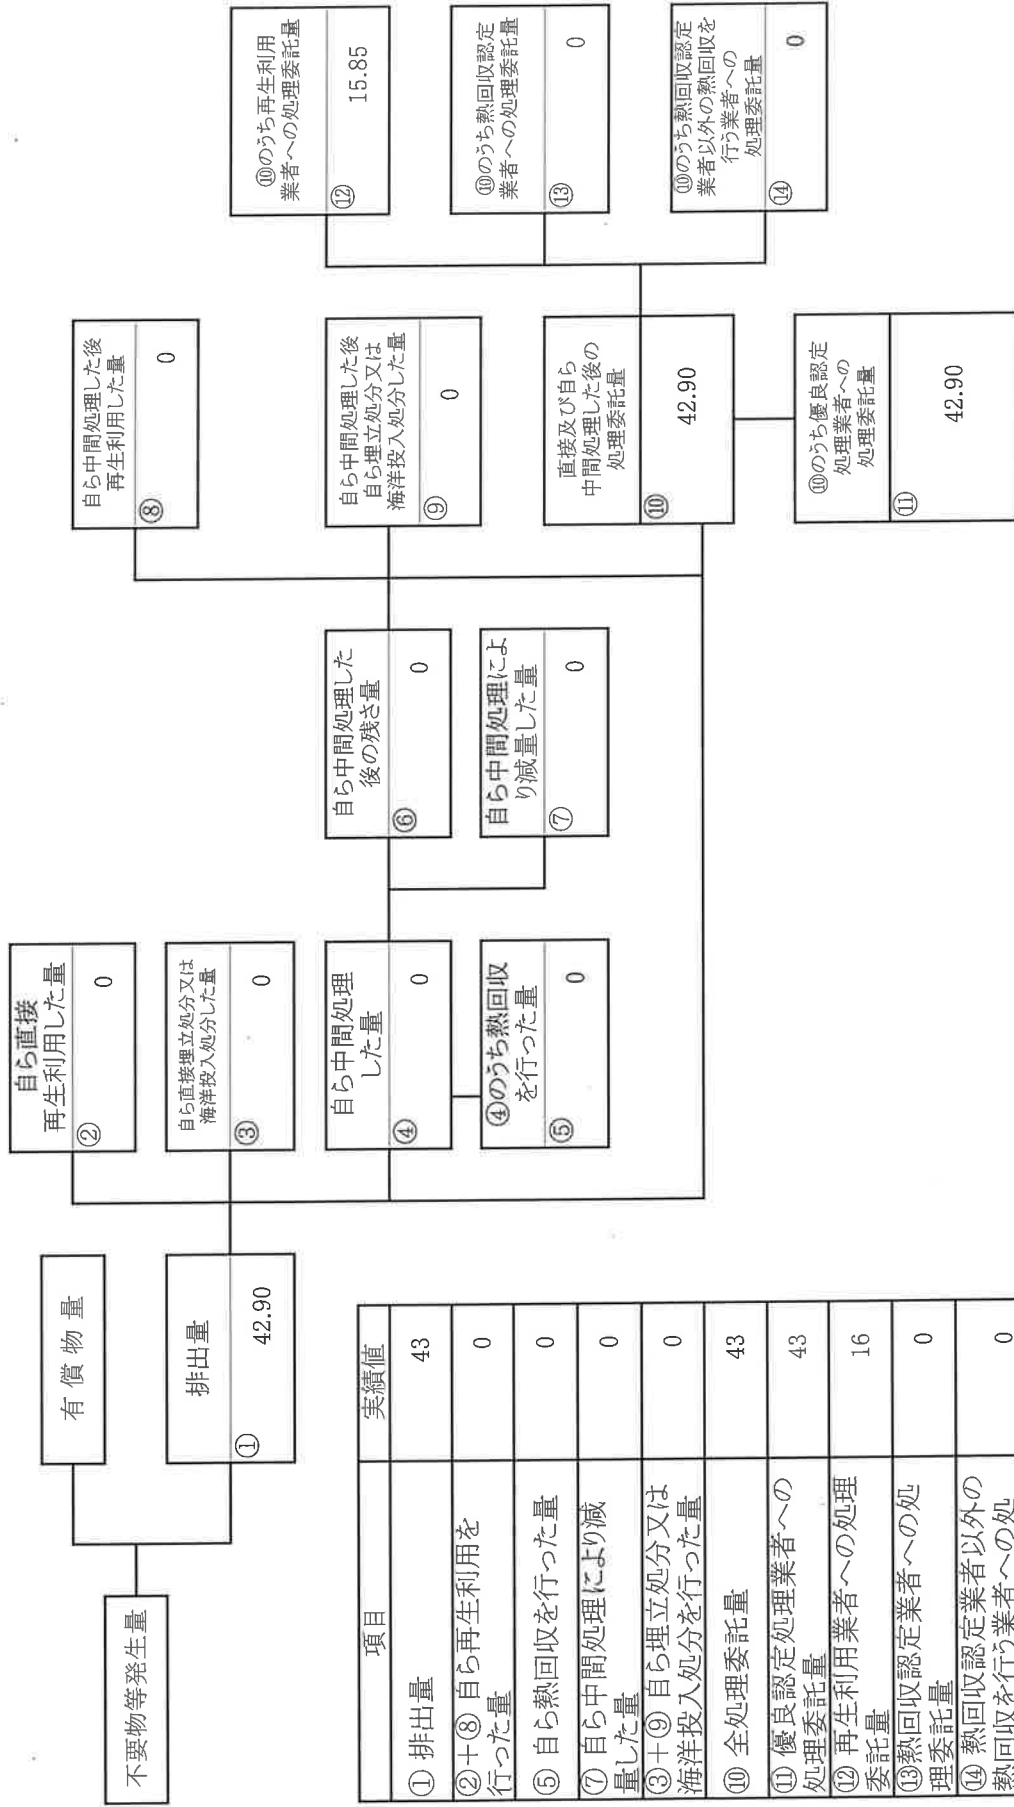 不要物等発生量
有償物量
排出量
①
42.90
自ら直接
再生利用した量
②
0
自ら直接埋立処分又は
海洋投入処分した量
③
0
自ら中間処理
した量
④
0
④のうち熱回収
を行った量
⑤
0
自ら中間処理した
後の残さ量
⑥
0
自ら中間処理によ
り減量した量
⑦
0
自ら中間処理した後
再生利用した量
⑧
0
自ら中間処理した後
自ら埋立処分又は
海洋投入処分した量
⑨
0
直接及び自ら
中間処理した後の
処理委託量
⑩
42.90
⑩のうち優良認定
処理業者への
処理委託量
⑪
42.90
⑩のうち再生利用
業者への処理委託量
⑫
15.85
⑩のうち熱回収認定
業者への処理委託量
⑬
0
⑩のうち熱回収認定
業者以外の熱回収を
行う業者への
処理委託量
⑭
0
項目 実績値
① 排出量 43
②+⑧ 自ら再生利用を
行った量 0
⑤ 自ら熱回収を行った量 0
⑦ 自ら中間処理により減
量した量 0
③+⑨ 自ら埋立処分又は
海洋投入処分を行った量 0
⑩ 全処理委託量 43
⑪ 優良認定処理業者への
処理委託量 43
⑫ 再生利用業者への処理
委託量 16
⑬熱回収認定業者への処
理委託量 0
⑭ 熱回収認定業者以外の
熱回収を行う業者への処 0